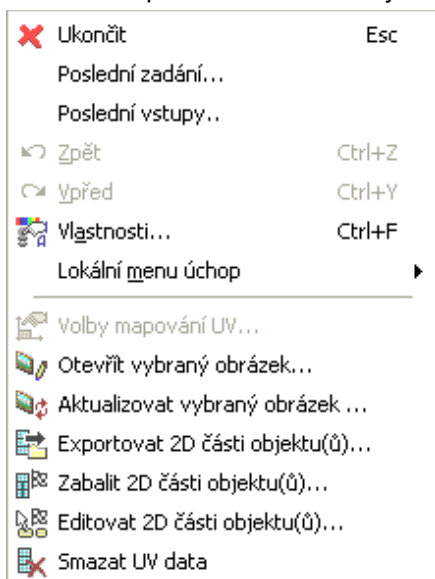 Ukončit Esc
Poslední zadání...
Poslední vstupy..
Zpět Ctrl+Z
Vpřed Ctrl+Y
Vlastnosti... Ctrl+F
Lokální menu úchop
Volby mapování UV...
Otevřít vybraný obrázek...
Aktualizovat vybraný obrázek ...
Exportovat 2D části objektu(ů)...
Zabalit 2D části objektu(ů)...
Editovat 2D části objektu(ů)...
Smazat UV data